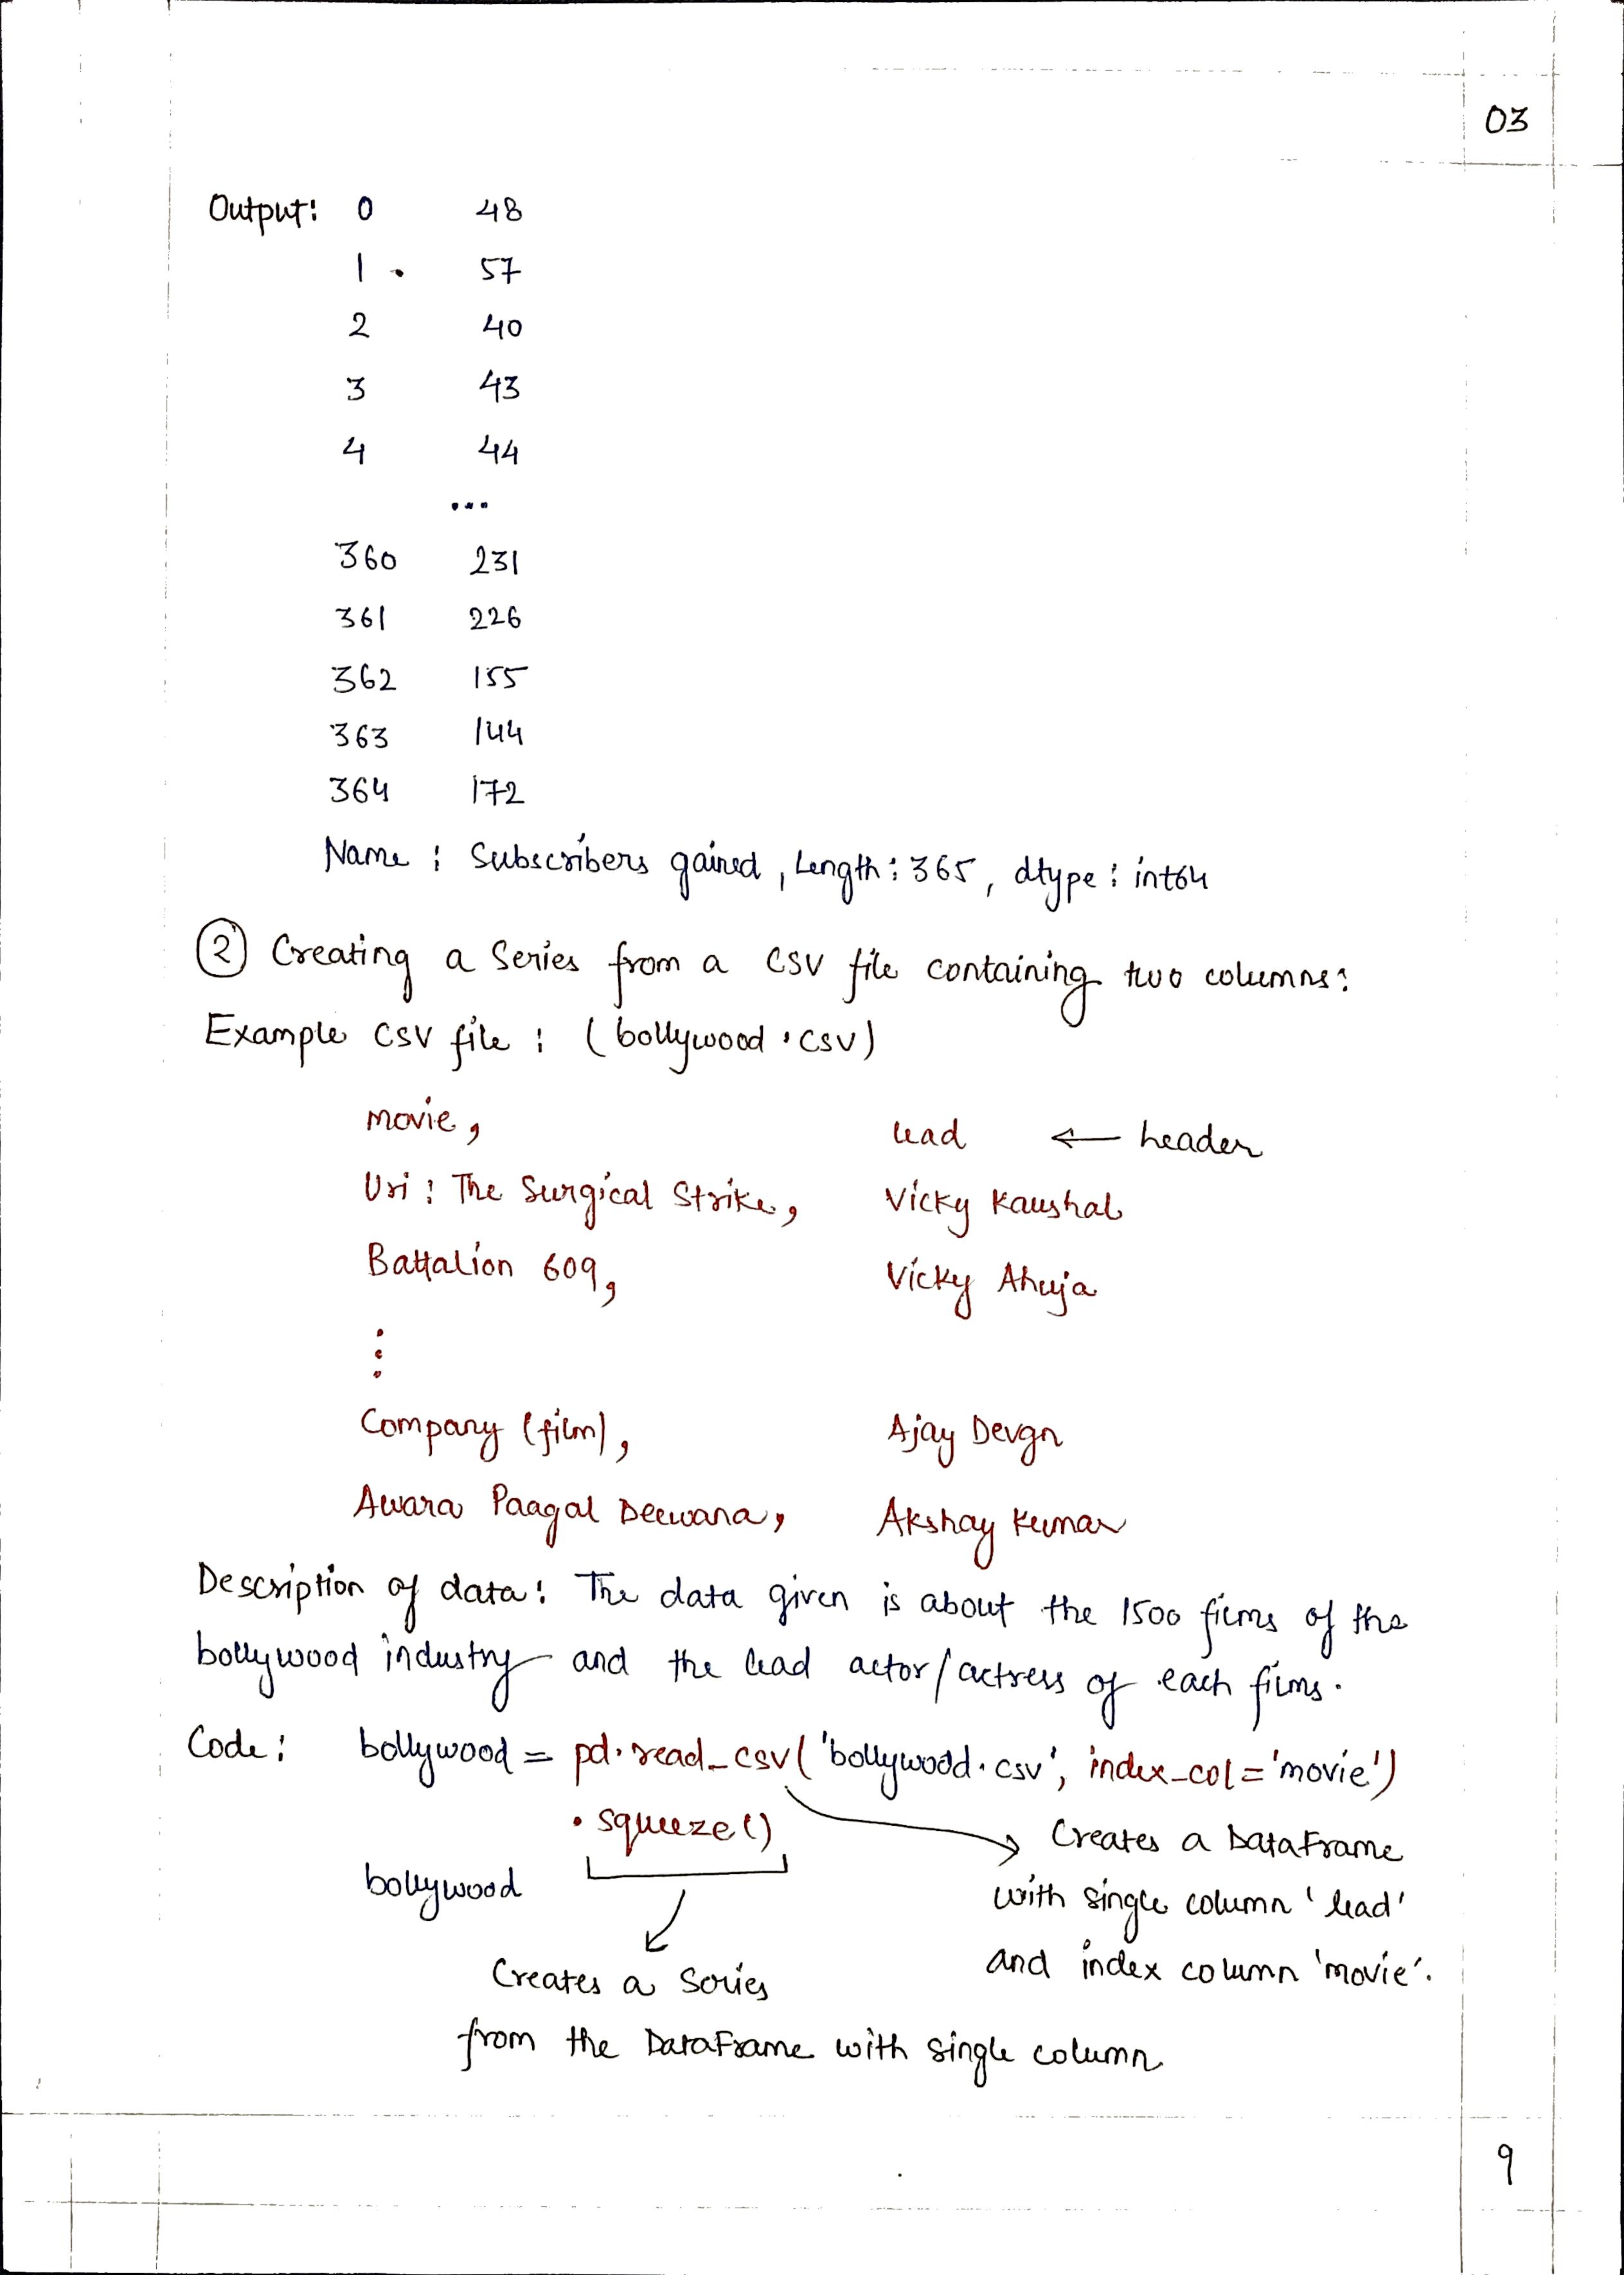 03
Output: 0 48
1 . 57
2 40
3 43
4 44
...
360 231
361 226
362 155
363 144
364 172
Name : Subscribers gained, Length : 365, dtype : int64
② Creating a Series from a CSV file containing two columns:
Example CSV file : (bollywood.csv)
movie, lead ← header
Uri : The Surgical Strike, Vicky Kaushal
Battalion 609, Vicky Ahuja
⋮
Company (film), Ajay Devgn
Awara Paagal Deewana, Akshay Kumar
Description of data: The data given is about the 1500 films of the
bollywood industry and the lead actor/actress of each films.
Code: bollywood = pd.read_csv('bollywood.csv', index_col='movie')
.squeeze()
→ Creates a DataFrame
with single column 'lead'
and index column 'movie'.
bollywood
Creates a Series
from the DataFrame with single column
9